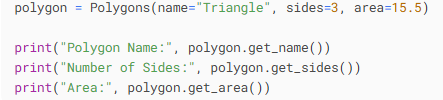 polygon = Polygons(name="Triangle", sides=3, area=15.5)
print("Polygon Name:", polygon.get_name())
print("Number of Sides:", polygon.get_sides())
print("Area:", polygon.get_area())